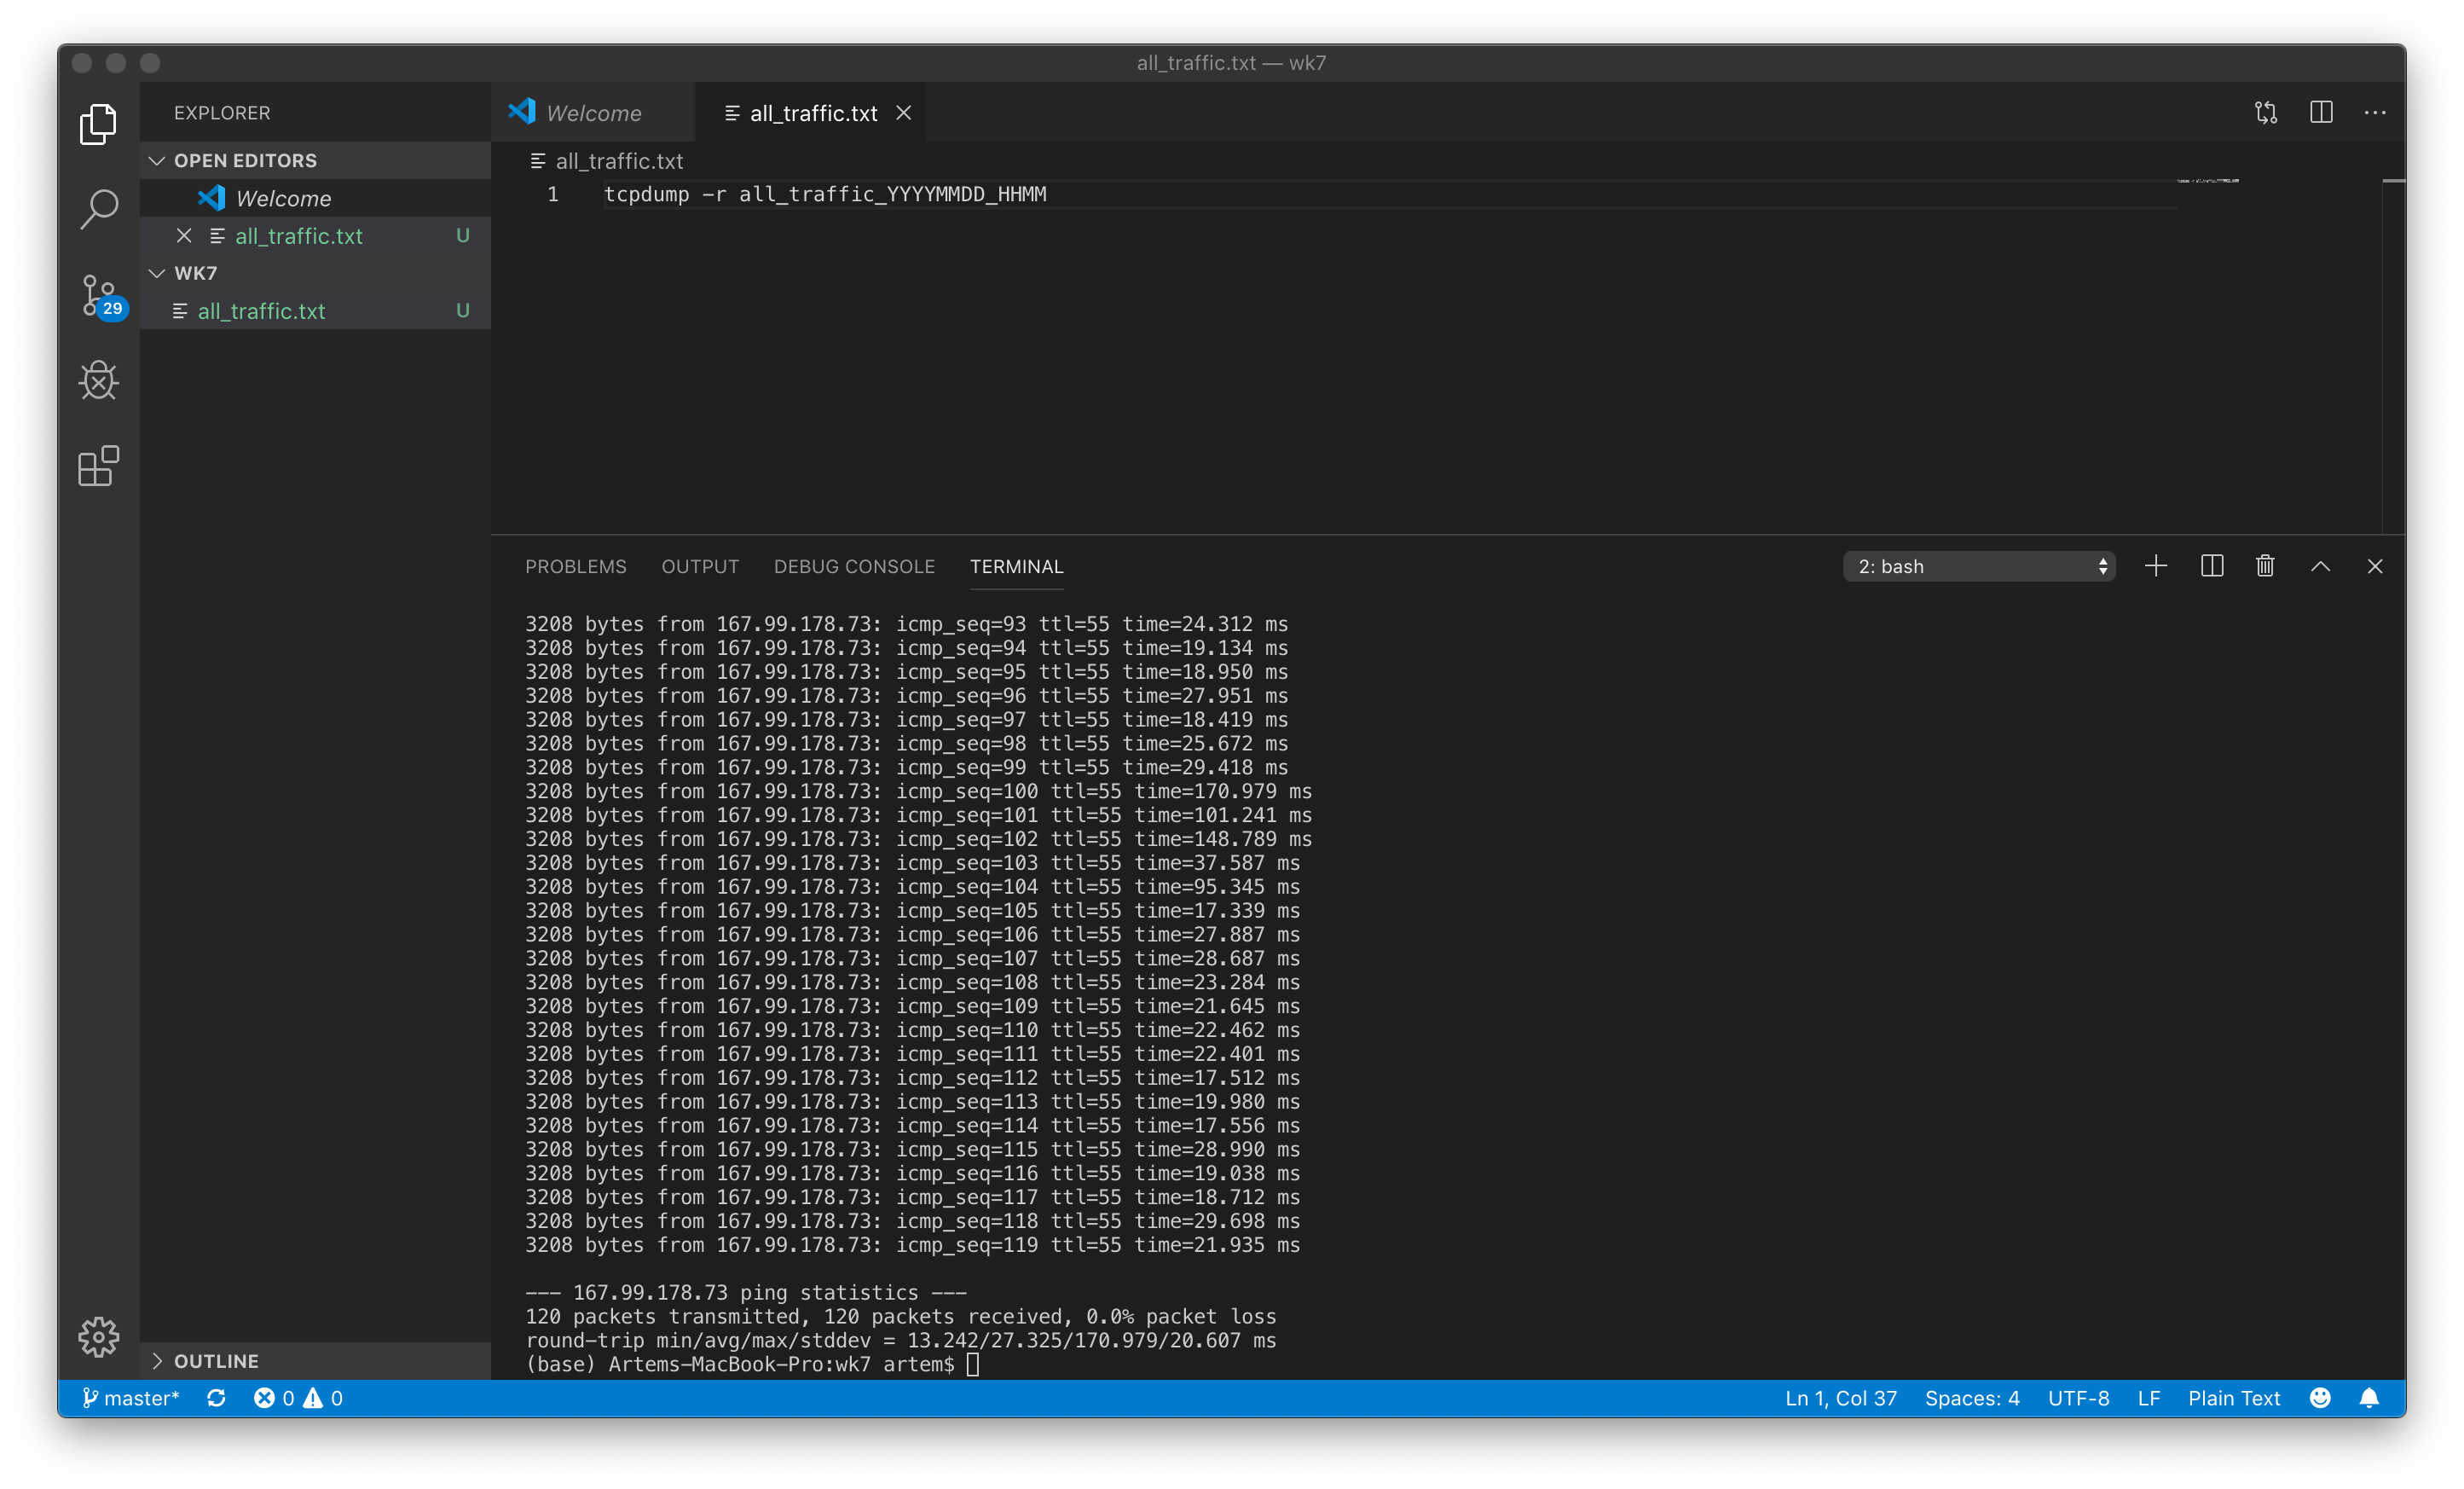 all_traffic.txt — wk7
EXPLORER
OPEN EDITORS
Welcome
all_traffic.txt U
WK7
all_traffic.txt U
29
OUTLINE
Welcome
all_traffic.txt
all_traffic.txt
1 tcpdump -r all_traffic_YYYYMMDD_HHMM
PROBLEMS OUTPUT DEBUG CONSOLE TERMINAL 2: bash
3208 bytes from 167.99.178.73: icmp_seq=93 ttl=55 time=24.312 ms
3208 bytes from 167.99.178.73: icmp_seq=94 ttl=55 time=19.134 ms
3208 bytes from 167.99.178.73: icmp_seq=95 ttl=55 time=18.950 ms
3208 bytes from 167.99.178.73: icmp_seq=96 ttl=55 time=27.951 ms
3208 bytes from 167.99.178.73: icmp_seq=97 ttl=55 time=18.419 ms
3208 bytes from 167.99.178.73: icmp_seq=98 ttl=55 time=25.672 ms
3208 bytes from 167.99.178.73: icmp_seq=99 ttl=55 time=29.418 ms
3208 bytes from 167.99.178.73: icmp_seq=100 ttl=55 time=170.979 ms
3208 bytes from 167.99.178.73: icmp_seq=101 ttl=55 time=101.241 ms
3208 bytes from 167.99.178.73: icmp_seq=102 ttl=55 time=148.789 ms
3208 bytes from 167.99.178.73: icmp_seq=103 ttl=55 time=37.587 ms
3208 bytes from 167.99.178.73: icmp_seq=104 ttl=55 time=95.345 ms
3208 bytes from 167.99.178.73: icmp_seq=105 ttl=55 time=17.339 ms
3208 bytes from 167.99.178.73: icmp_seq=106 ttl=55 time=27.887 ms
3208 bytes from 167.99.178.73: icmp_seq=107 ttl=55 time=28.687 ms
3208 bytes from 167.99.178.73: icmp_seq=108 ttl=55 time=23.284 ms
3208 bytes from 167.99.178.73: icmp_seq=109 ttl=55 time=21.645 ms
3208 bytes from 167.99.178.73: icmp_seq=110 ttl=55 time=22.462 ms
3208 bytes from 167.99.178.73: icmp_seq=111 ttl=55 time=22.401 ms
3208 bytes from 167.99.178.73: icmp_seq=112 ttl=55 time=17.512 ms
3208 bytes from 167.99.178.73: icmp_seq=113 ttl=55 time=19.980 ms
3208 bytes from 167.99.178.73: icmp_seq=114 ttl=55 time=17.556 ms
3208 bytes from 167.99.178.73: icmp_seq=115 ttl=55 time=28.990 ms
3208 bytes from 167.99.178.73: icmp_seq=116 ttl=55 time=19.038 ms
3208 bytes from 167.99.178.73: icmp_seq=117 ttl=55 time=18.712 ms
3208 bytes from 167.99.178.73: icmp_seq=118 ttl=55 time=29.698 ms
3208 bytes from 167.99.178.73: icmp_seq=119 ttl=55 time=21.935 ms
--- 167.99.178.73 ping statistics ---
120 packets transmitted, 120 packets received, 0.0% packet loss
round-trip min/avg/max/stddev = 13.242/27.325/170.979/20.607 ms
(base) Artems-MacBook-Pro:wk7 artem$
master* 0 0 Ln 1, Col 37 Spaces: 4 UTF-8 LF Plain Text